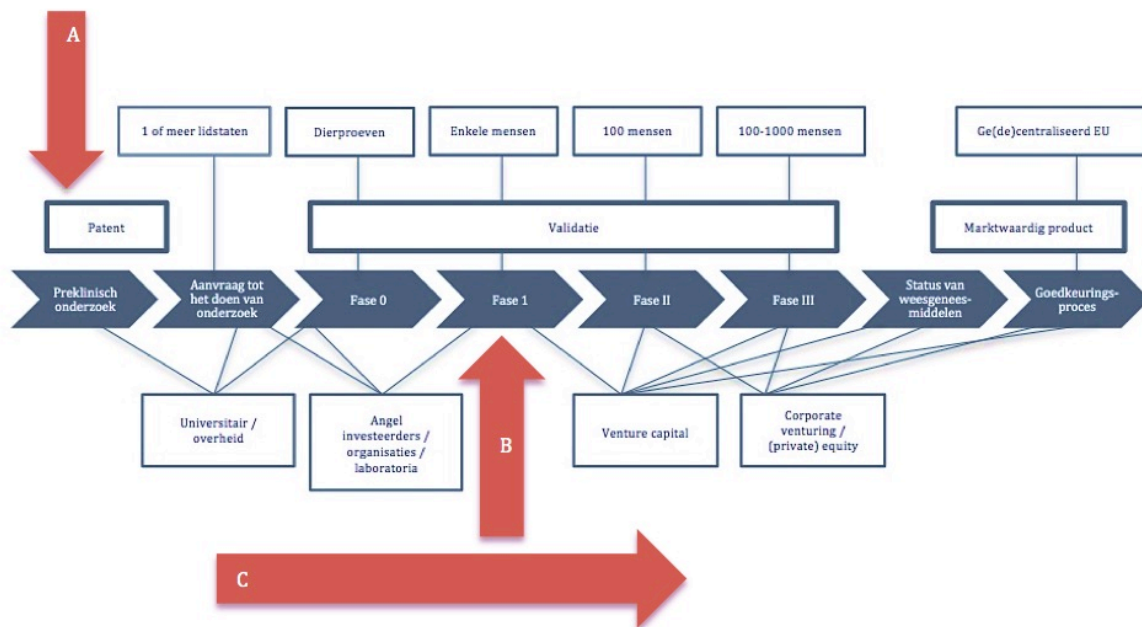 A
1 of meer lidstaten
Dierproeven
Enkele mensen
100 mensen
100-1000 mensen
Ge(de)centraliseerd EU
Patent
Validatie
Marktwaardig product
Preklinisch
onderzoek
Aanvraag tot
het doen van
onderzoek
Fase 0
Fase 1
Fase II
Fase III
Status van
weesgenees-
middelen
Goedkeurings-
proces
Universitair /
overheid
Angel
investeerders /
organisaties /
laboratoria
B
Venture capital
Corporate
venturing /
(private) equity
C